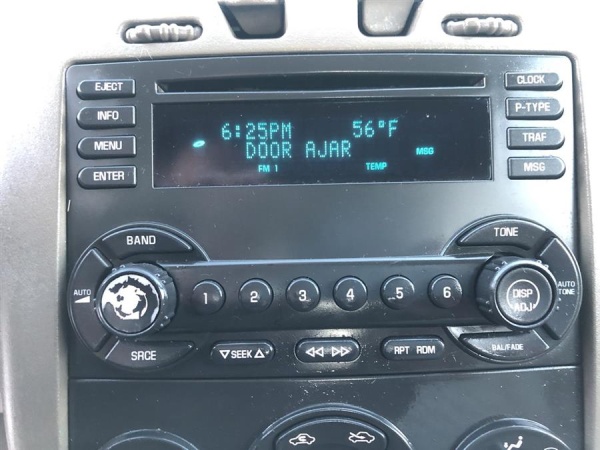 EJECT
INFO
MENU
ENTER
6:25PM 56°F
DOOR AJAR MSG
FM 1 TEMP
CLOCK
P-TYPE
TRAF
MSG
BAND
TONE
AUTO
1 2 3 4 5 6
DISP
ADJ
AUTO
TONE
SRCE
SEEK
RPT RDM
BAL/FADE